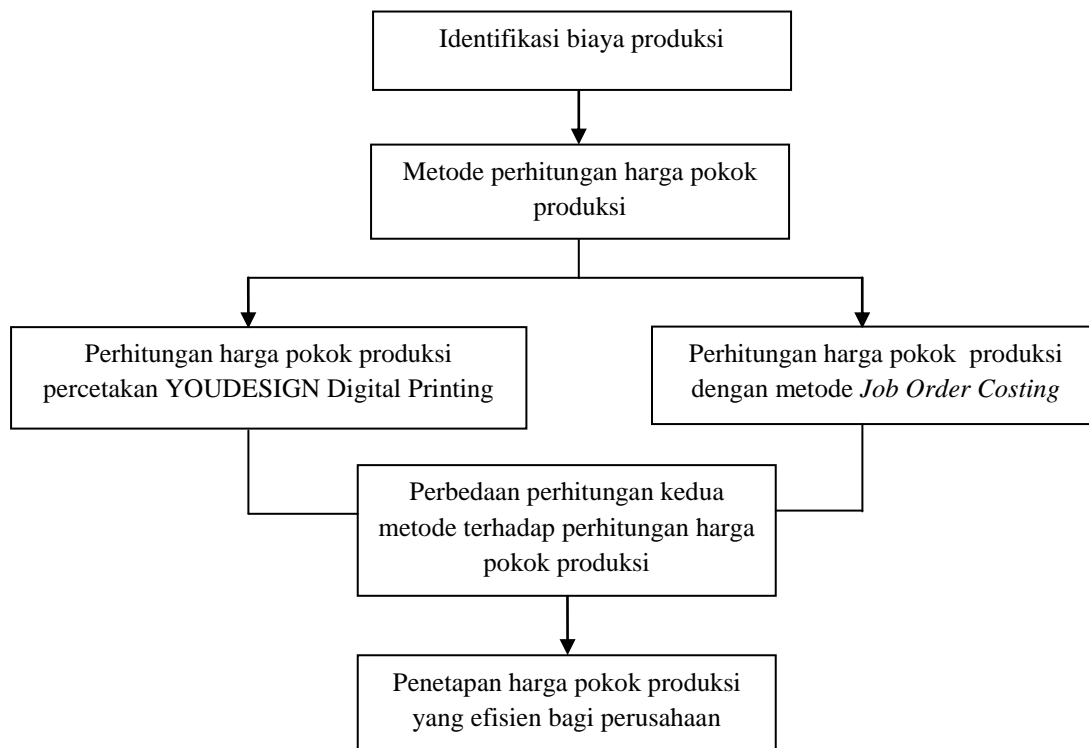 Identifikasi biaya produksi
Metode perhitungan harga pokok
produksi
Perhitungan harga pokok produksi
percetakan YOUDESIGN Digital Printing
Perhitungan harga pokok produksi
dengan metode Job Order Costing
Perbedaan perhitungan kedua
metode terhadap perhitungan harga
pokok produksi
Penetapan harga pokok produksi
yang efisien bagi perusahaan